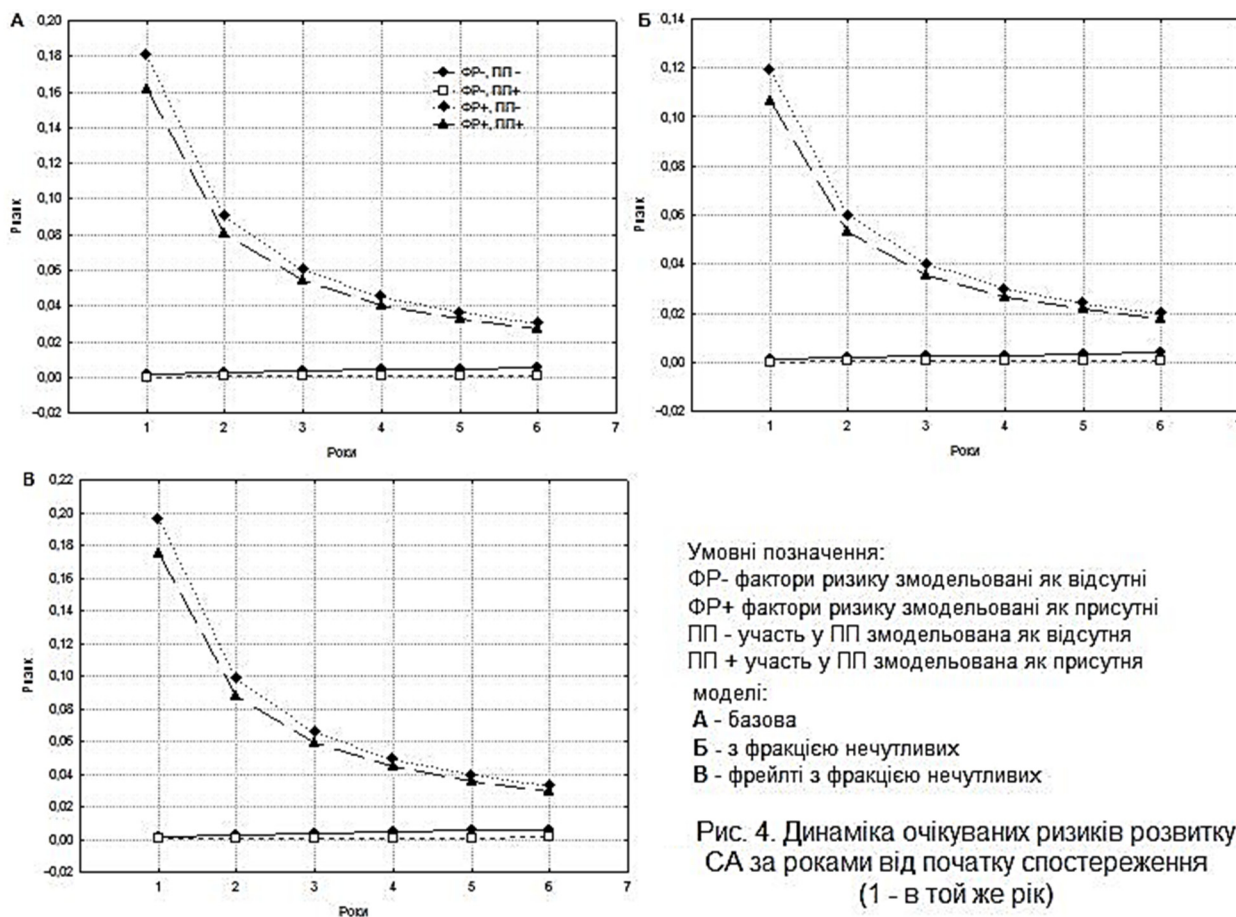 А
0,20
0,18
0,16
0,14
0,12
0,10
0,08
0,06
0,04
0,02
0,00
-0,02
Ризік
1 2 3 4 5 6 7
Роки
ФР-, ПП -
ФР-, ПП+
ФР+, ПП-
ФР+, ПП+
Б
0,14
0,12
0,10
0,08
0,06
0,04
0,02
0,00
-0,02
Ризік
1 2 3 4 5 6 7
Роки
В
0,22
0,20
0,18
0,16
0,14
0,12
0,10
0,08
0,06
0,04
0,02
0,00
-0,02
Ризік
1 2 3 4 5 6 7
Роки
Умовні позначення:
ФР- фактори ризику змодельовані як відсутні
ФР+ фактори ризику змодельовані як присутні
ПП - участь у ПП змодельована як відсутня
ПП + участь у ПП змодельована як присутня
моделі:
А - базова
Б - з фракцією нечутливих
В - фрейлті з фракцією нечутливих
Рис. 4. Динаміка очікуваних ризиків розвитку
СА за роками від початку спостереження
(1 - в той же рік)